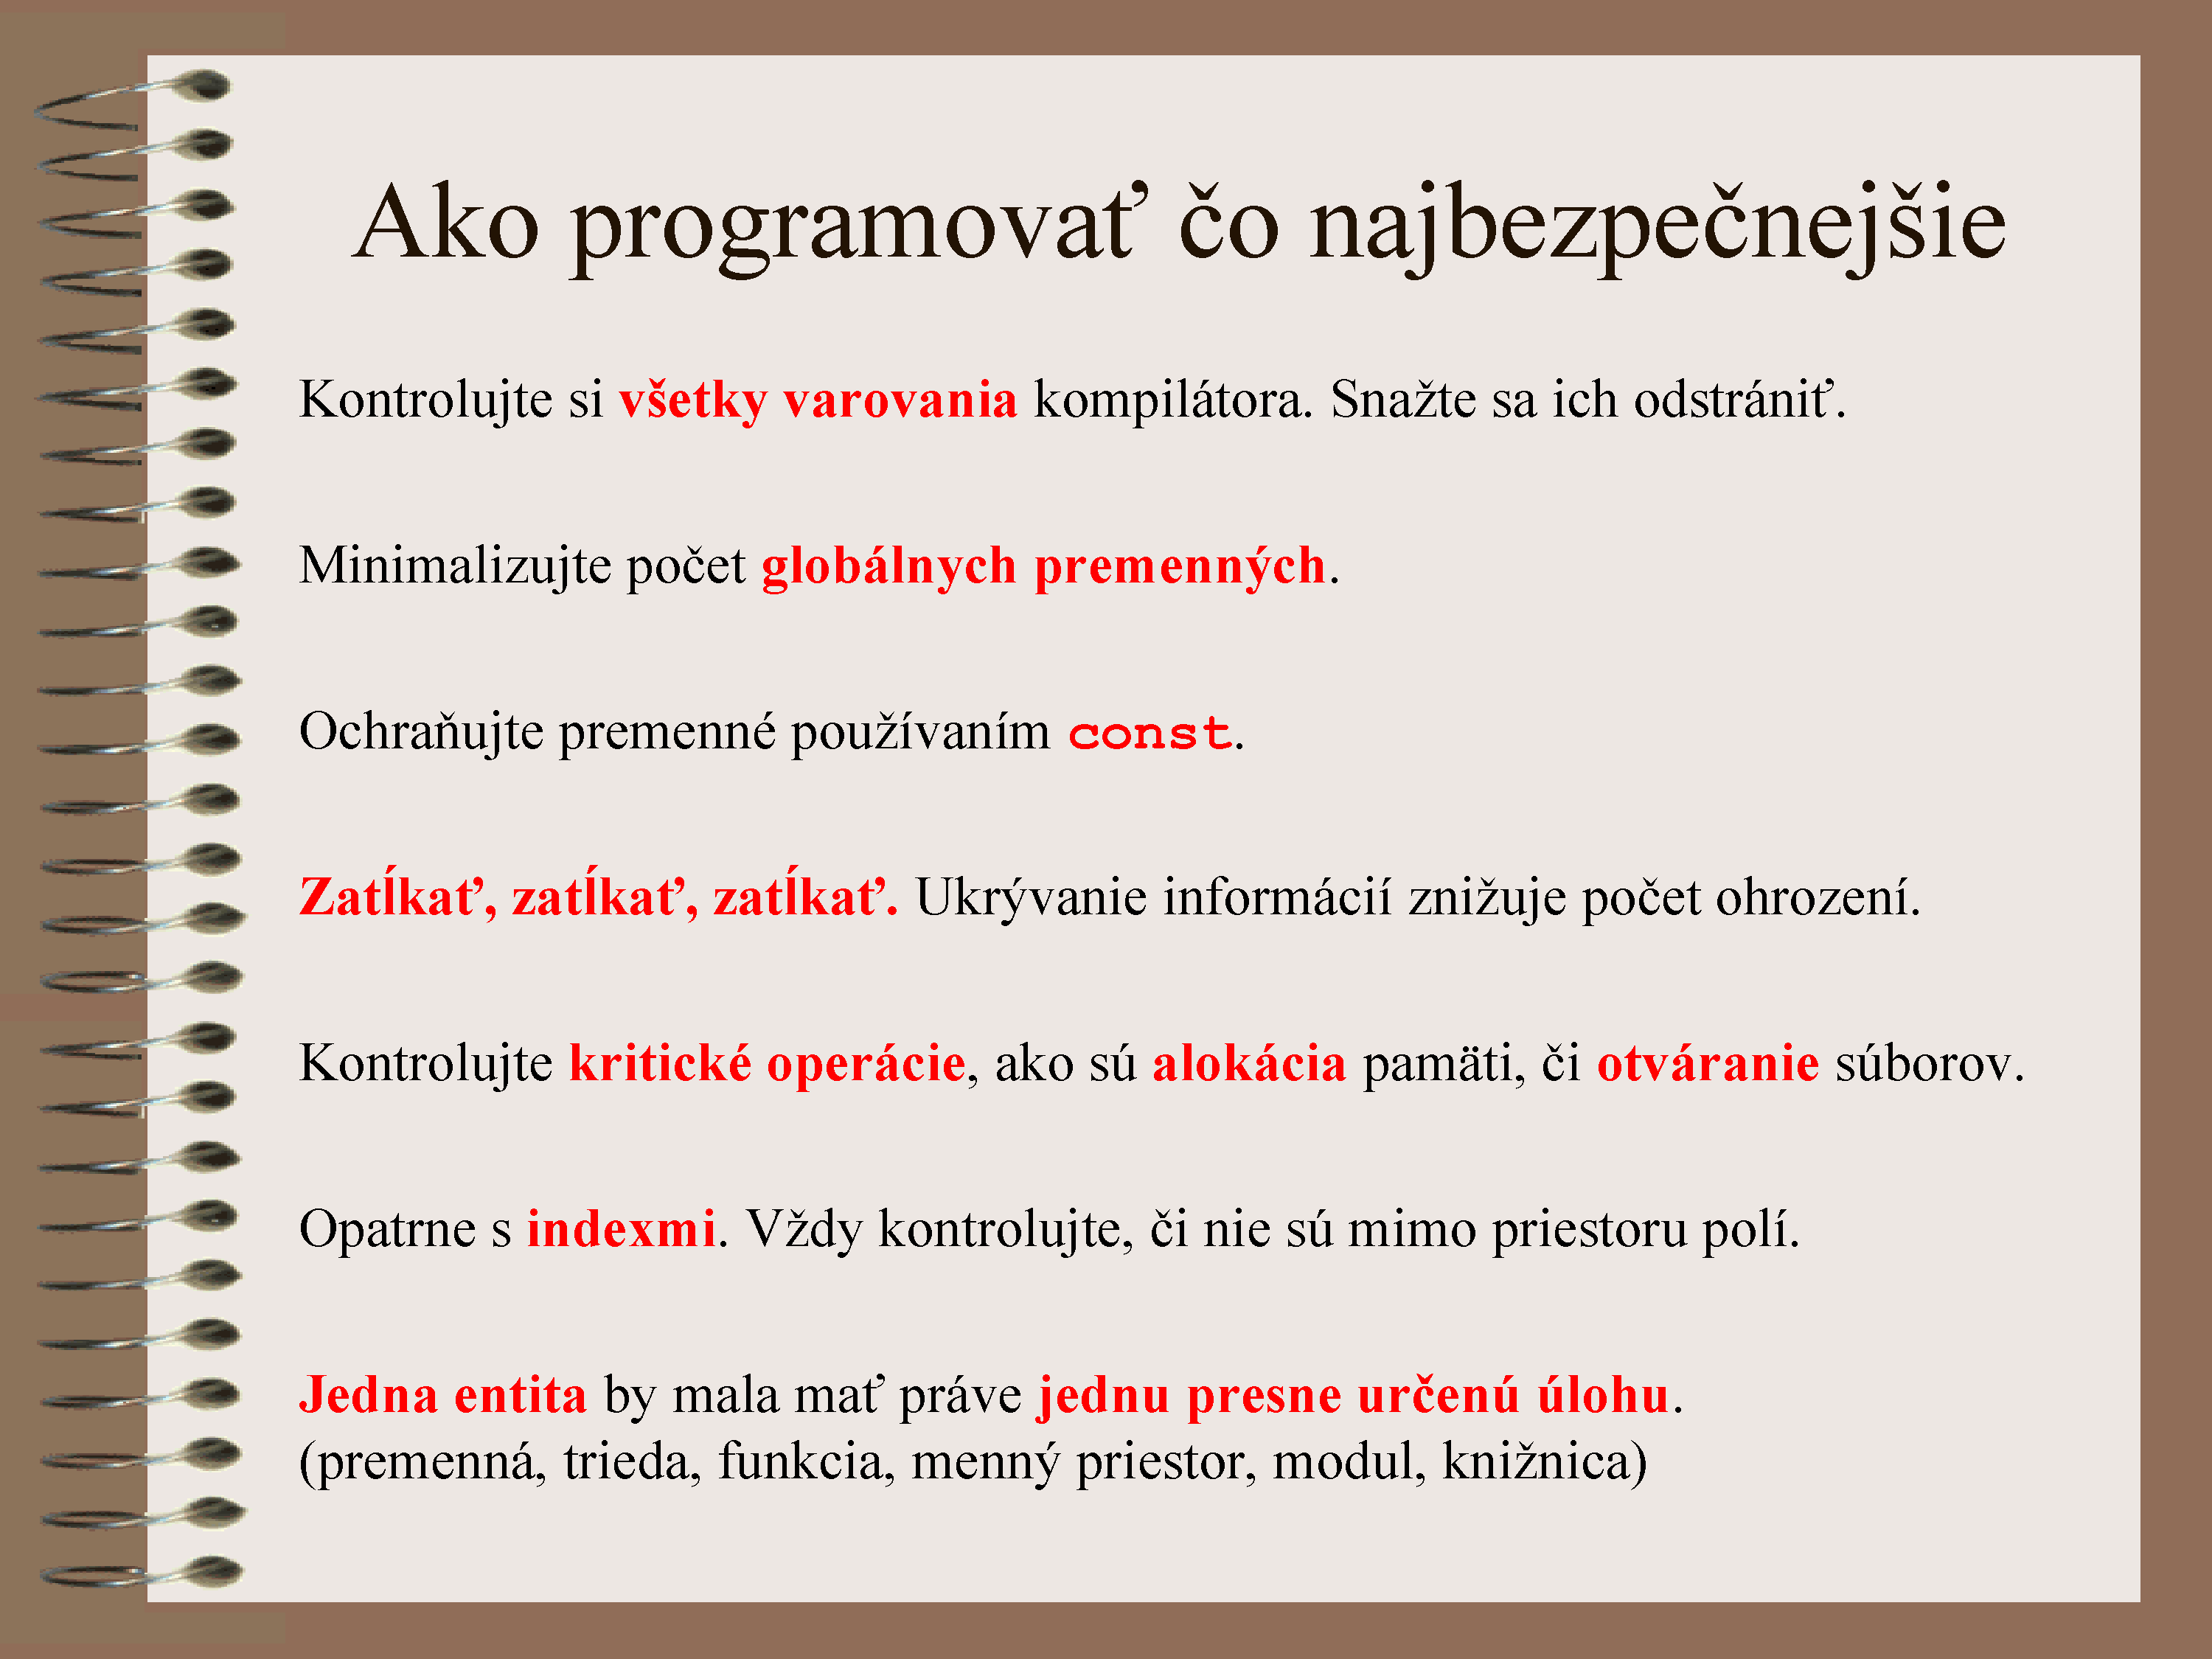 Ako programovať čo najbezpečnejšie
Kontrolujte si všetky varovania kompilátora. Snažte sa ich odstrániť.
Minimalizujte počet globálnych premenných.
Ochraňujte premenné používaním const.
Zatĺkať, zatĺkať, zatĺkať. Ukrývanie informácií znižuje počet ohrození.
Kontrolujte kritické operácie, ako sú alokácia pamäti, či otváranie súborov.
Opatrne s indexmi. Vždy kontrolujte, či nie sú mimo priestoru polí.
Jedna entita by mala mať práve jednu presne určenú úlohu.
(premenná, trieda, funkcia, menný priestor, modul, knižnica)